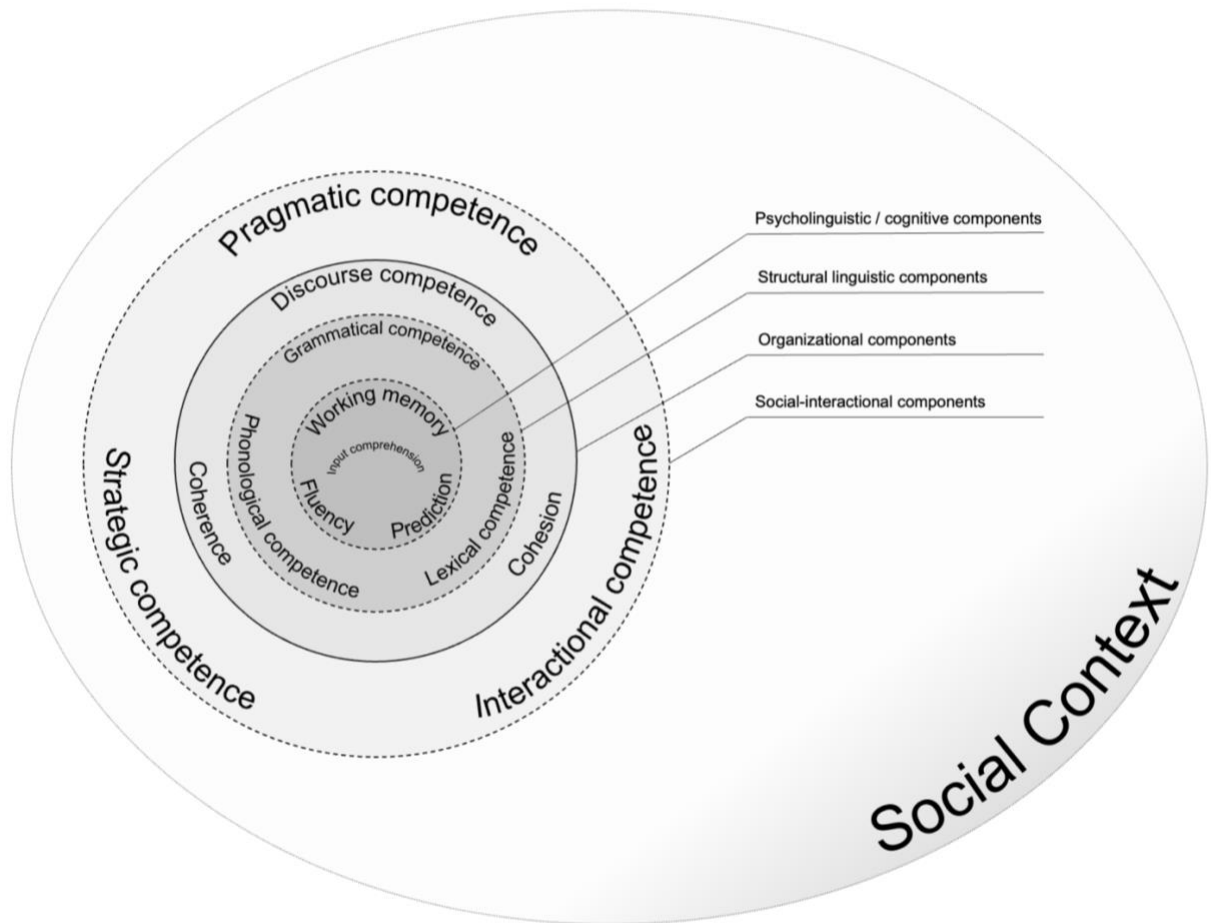 Pragmatic competence
Psycholinguistic / cognitive components
Discourse competence
Structural linguistic components
Grammatical competence
Organizational components
Working memory
Social-interactional components
Input comprehension
Phonological competence
Lexical competence
Coherence
Fluency
Prediction
Cohesion
Strategic competence
Interactional competence
Social Context